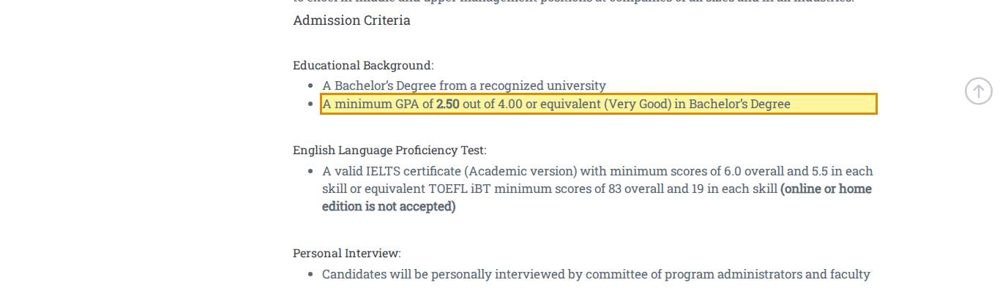 to excel in middle and upper management positions at companies of all sizes and in all industries.
Admission Criteria
Educational Background:
A Bachelor's Degree from a recognized university
A minimum GPA of 2.50 out of 4.00 or equivalent (Very Good) in Bachelor's Degree
English Language Proficiency Test:
A valid IELTS certificate (Academic version) with minimum scores of 6.0 overall and 5.5 in each
skill or equivalent TOEFL iBT minimum scores of 83 overall and 19 in each skill (online or home
edition is not accepted)
Personal Interview:
Candidates will be personally interviewed by committee of program administrators and faculty